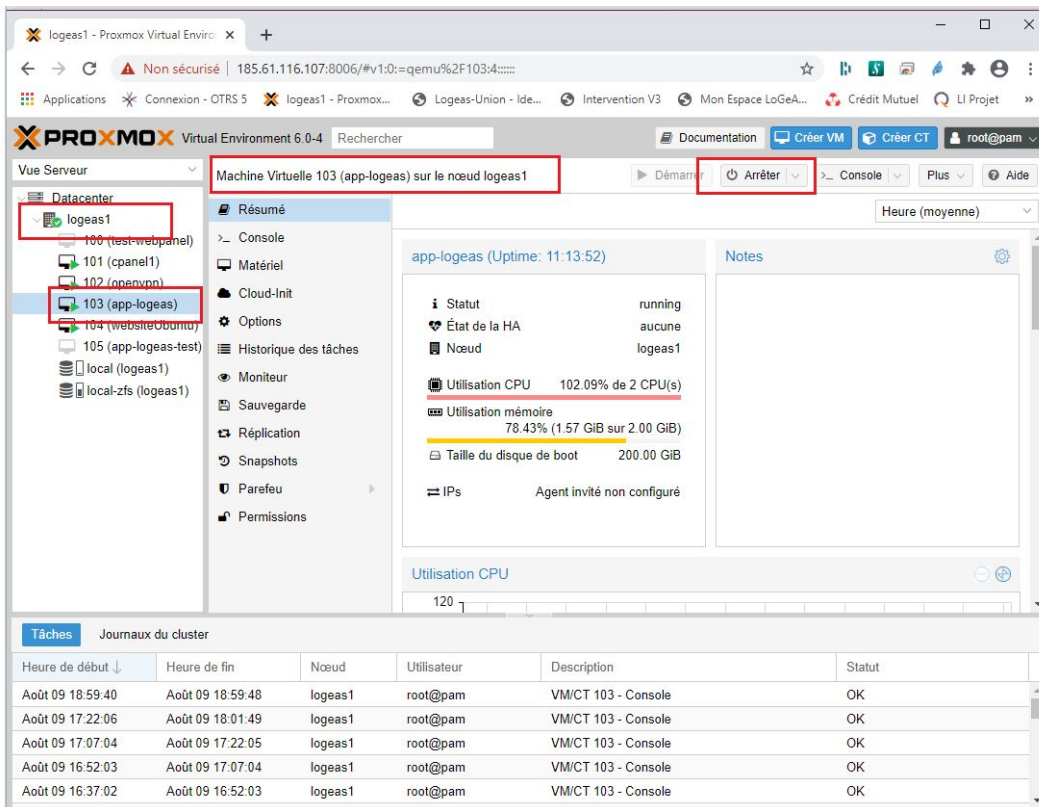 logeas1 - Proxmox Virtual Enviro
Non sécurisé | 185.61.116.107:8006/#v1:0:=qemu%2F103:4::::::
Applications Connexion - OTRS 5 logeas1 - Proxmox... Logeas-Union - Ide... Intervention V3 Mon Espace LoGeA... Crédit Mutuel LI Projet »
PROXMOX Virtual Environment 6.0-4 Rechercher Documentation Créer VM Créer CT root@pam
Vue Serveur
Datacenter
logeas1
100 (test-webpanel)
101 (cpanel1)
102 (openvpn)
103 (app-logeas)
104 (websiteUbuntu)
105 (app-logeas-test)
local (logeas1)
local-zfs (logeas1)
Machine Virtuelle 103 (app-logeas) sur le nœud logeas1 Démarrer Arrêter Console Plus Aide
Résumé
Console
Matériel
Cloud-Init
Options
Historique des tâches
Moniteur
Sauvegarde
Réplication
Snapshots
Parefeu
Permissions
Heure (moyenne)
app-logeas (Uptime: 11:13:52)
Statut running
État de la HA aucune
Nœud logeas1
Utilisation CPU 102.09% de 2 CPU(s)
Utilisation mémoire
78.43% (1.57 GiB sur 2.00 GiB)
Taille du disque de boot 200.00 GiB
IPs Agent invité non configuré
Notes
Utilisation CPU
120
Tâches Journaux du cluster
Heure de début Heure de fin Nœud Utilisateur Description Statut
Août 09 18:59:40 Août 09 18:59:48 logeas1 root@pam VM/CT 103 - Console OK
Août 09 17:22:06 Août 09 18:01:49 logeas1 root@pam VM/CT 103 - Console OK
Août 09 17:07:04 Août 09 17:22:05 logeas1 root@pam VM/CT 103 - Console OK
Août 09 16:52:03 Août 09 17:07:04 logeas1 root@pam VM/CT 103 - Console OK
Août 09 16:37:02 Août 09 16:52:03 logeas1 root@pam VM/CT 103 - Console OK